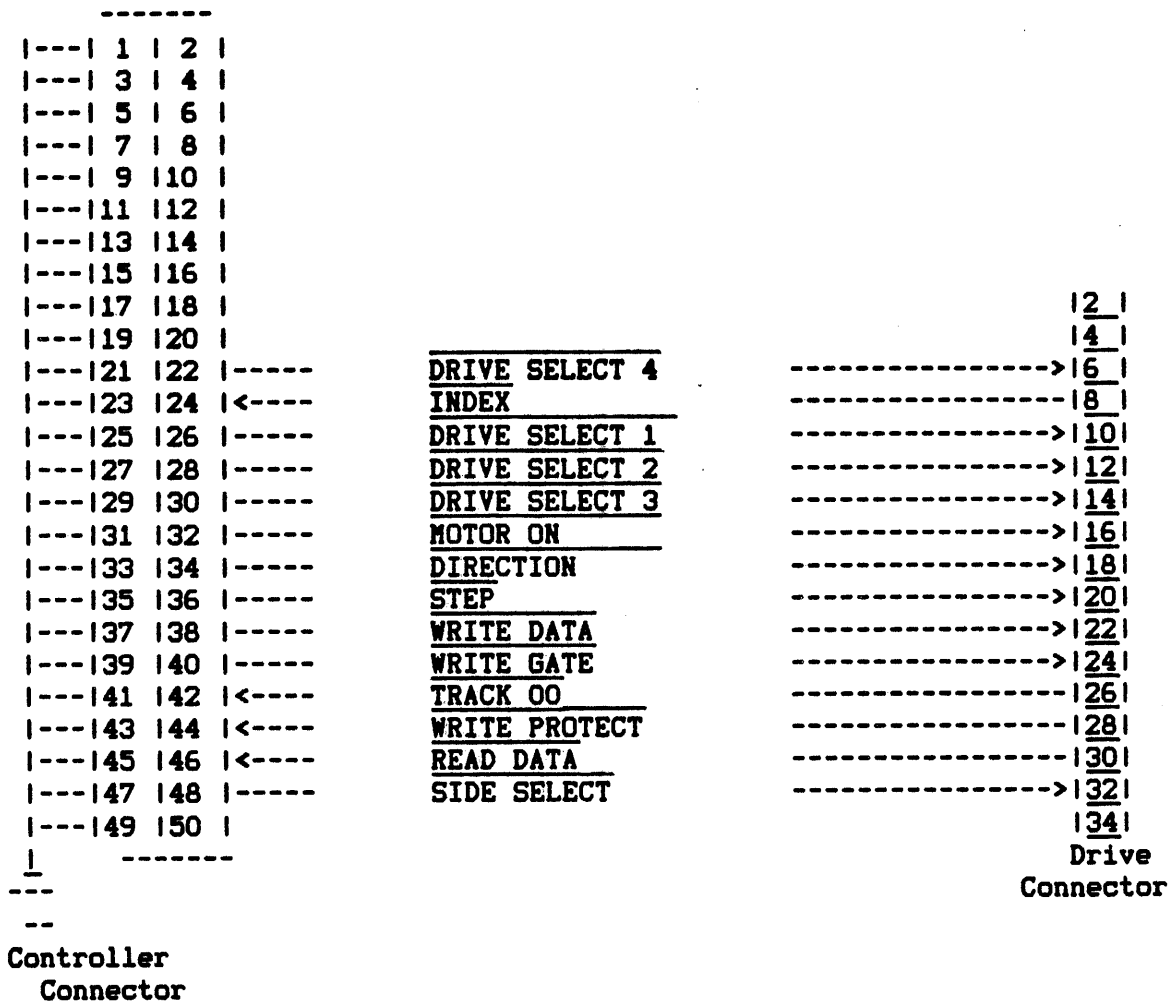 -------
|---| 1 | 2 |
|---| 3 | 4 |
|---| 5 | 6 |
|---| 7 | 8 |
|---| 9 |10 |
|---|11 |12 |
|---|13 |14 |
|---|15 |16 |
|---|17 |18 | |2 |
|---|19 |20 | |4 |
|---|21 |22 |----- DRIVE SELECT 4 --------------->|6 |
|---|23 |24 |<---- INDEX ----------------|8 |
|---|25 |26 |----- DRIVE SELECT 1 --------------->|10|
|---|27 |28 |----- DRIVE SELECT 2 --------------->|12|
|---|29 |30 |----- DRIVE SELECT 3 --------------->|14|
|---|31 |32 |----- MOTOR ON --------------->|16|
|---|33 |34 |----- DIRECTION --------------->|18|
|---|35 |36 |----- STEP --------------->|20|
|---|37 |38 |----- WRITE DATA --------------->|22|
|---|39 |40 |----- WRITE GATE --------------->|24|
|---|41 |42 |<---- TRACK OO ----------------|26|
|---|43 |44 |<---- WRITE PROTECT ----------------|28|
|---|45 |46 |<---- READ DATA ----------------|30|
|---|47 |48 |----- SIDE SELECT --------------->|32|
|---|49 |50 | |34|
| ------- Drive
--- Connector
--
Controller
Connector